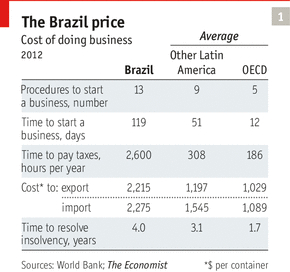 1
The Brazil price
Cost of doing business
2012
Average
Brazil
Other Latin
America
OECD
Procedures to start
a business, number
13 9 5
Time to start a
business, days
119 51 12
Time to pay taxes,
hours per year
2,600 308 186
Cost* to: export 2,215 1,197 1,029
import 2,275 1,545 1,089
Time to resolve
insolvency, years
4.0 3.1 1.7
Sources: World Bank; The Economist *$ per container